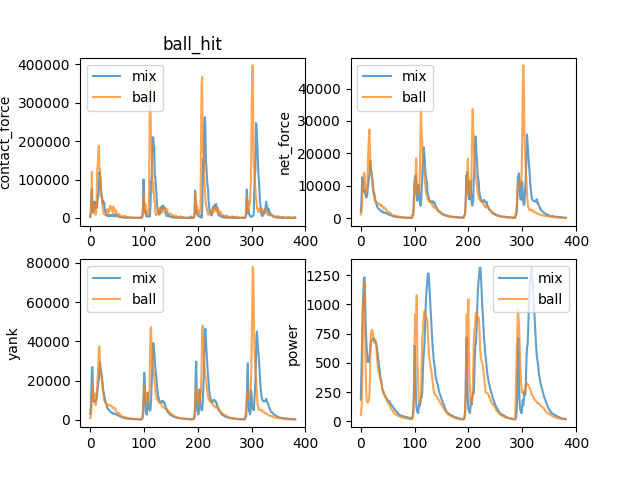 ball_hit
contact_force
400000
300000
200000
100000
0
0 100 200 300 400
mix
ball
net_force
40000
30000
20000
10000
0
0 100 200 300 400
mix
ball
yank
80000
60000
40000
20000
0
0 100 200 300 400
mix
ball
power
1250
1000
750
500
250
0
0 100 200 300 400
mix
ball